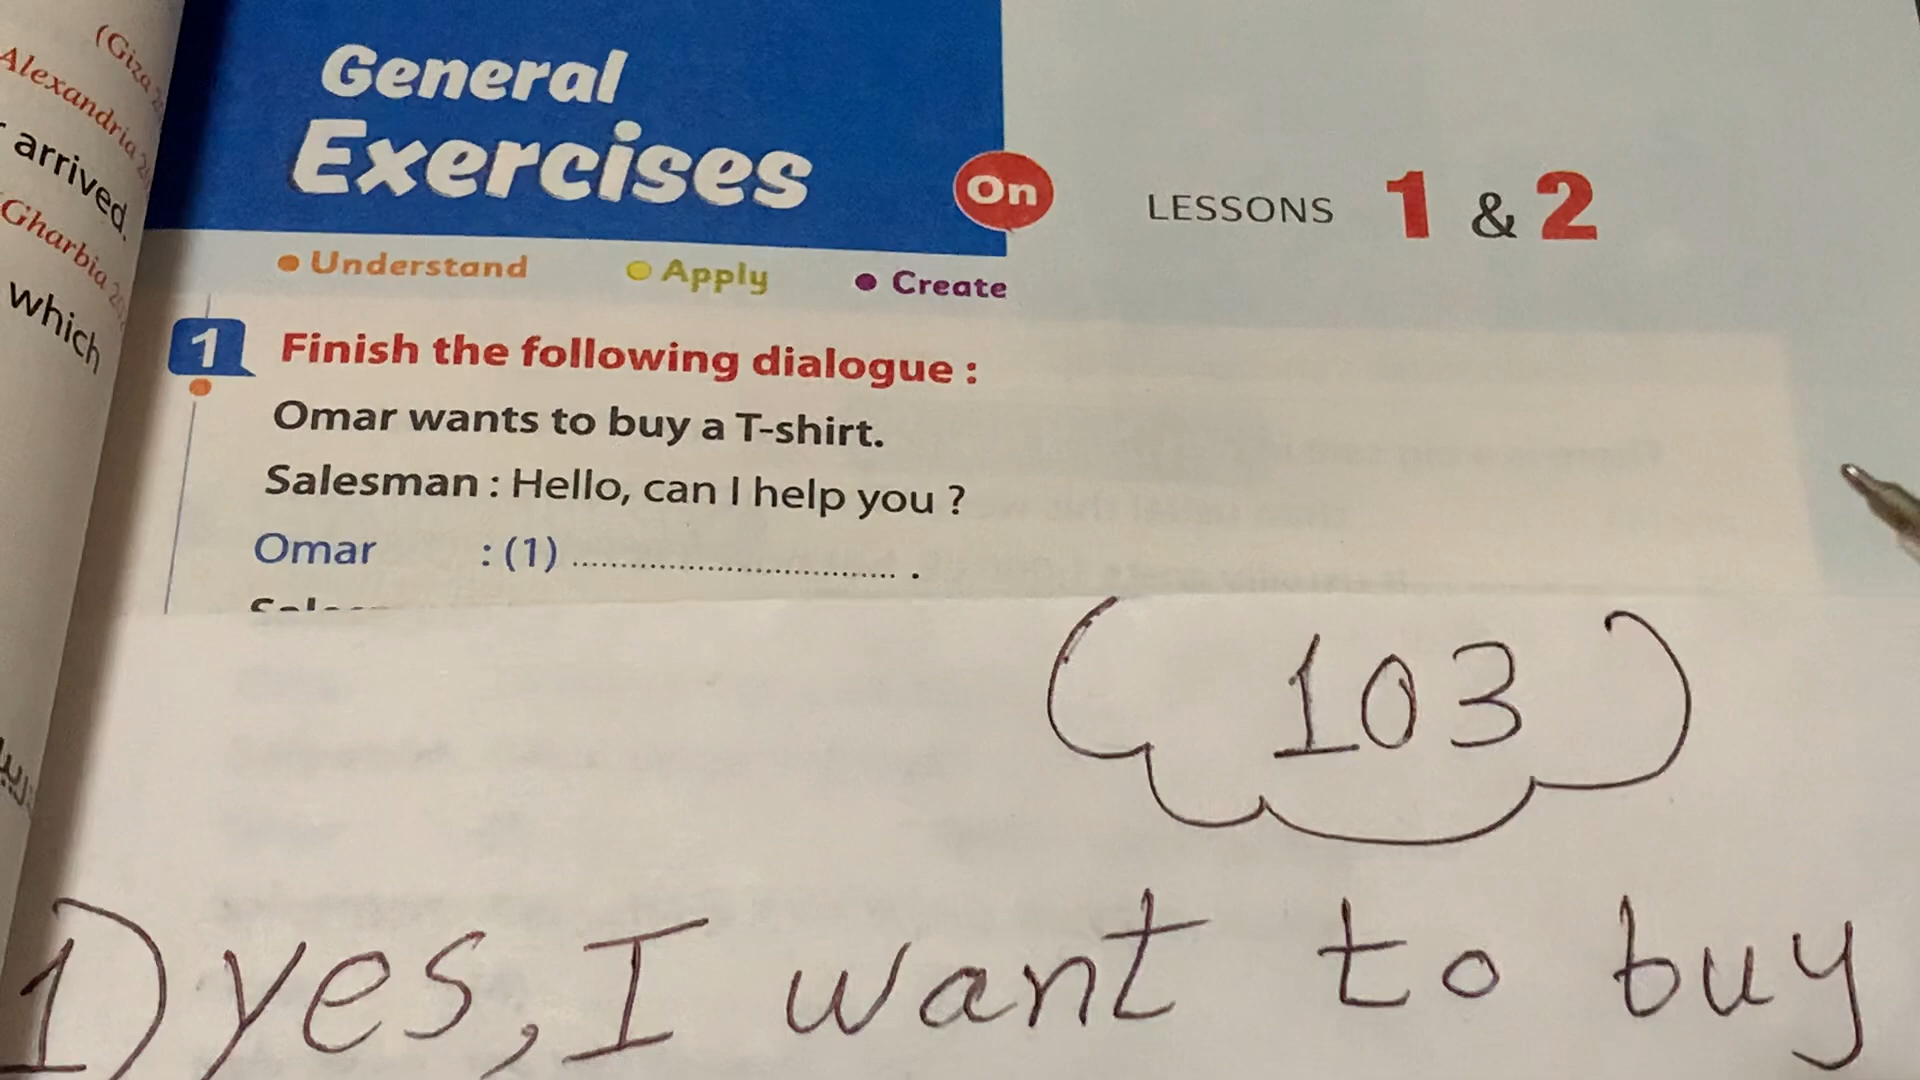 (Giza
Alexandria
arrived.
Gharbia
which
General
Exercises
On
LESSONS 1 & 2
Understand Apply Create
1 Finish the following dialogue :
Omar wants to buy a T-shirt.
Salesman : Hello, can I help you ?
Omar : (1) ........................................ .
(103)
1) yes, I want to buy